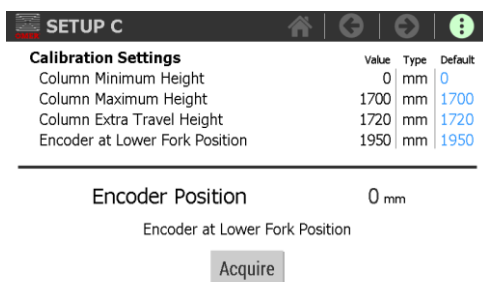 SETUP C
Calibration Settings Value Type Default
Column Minimum Height 0 mm 0
Column Maximum Height 1700 mm 1700
Column Extra Travel Height 1720 mm 1720
Encoder at Lower Fork Position 1950 mm 1950
Encoder Position 0 mm
Encoder at Lower Fork Position
Acquire